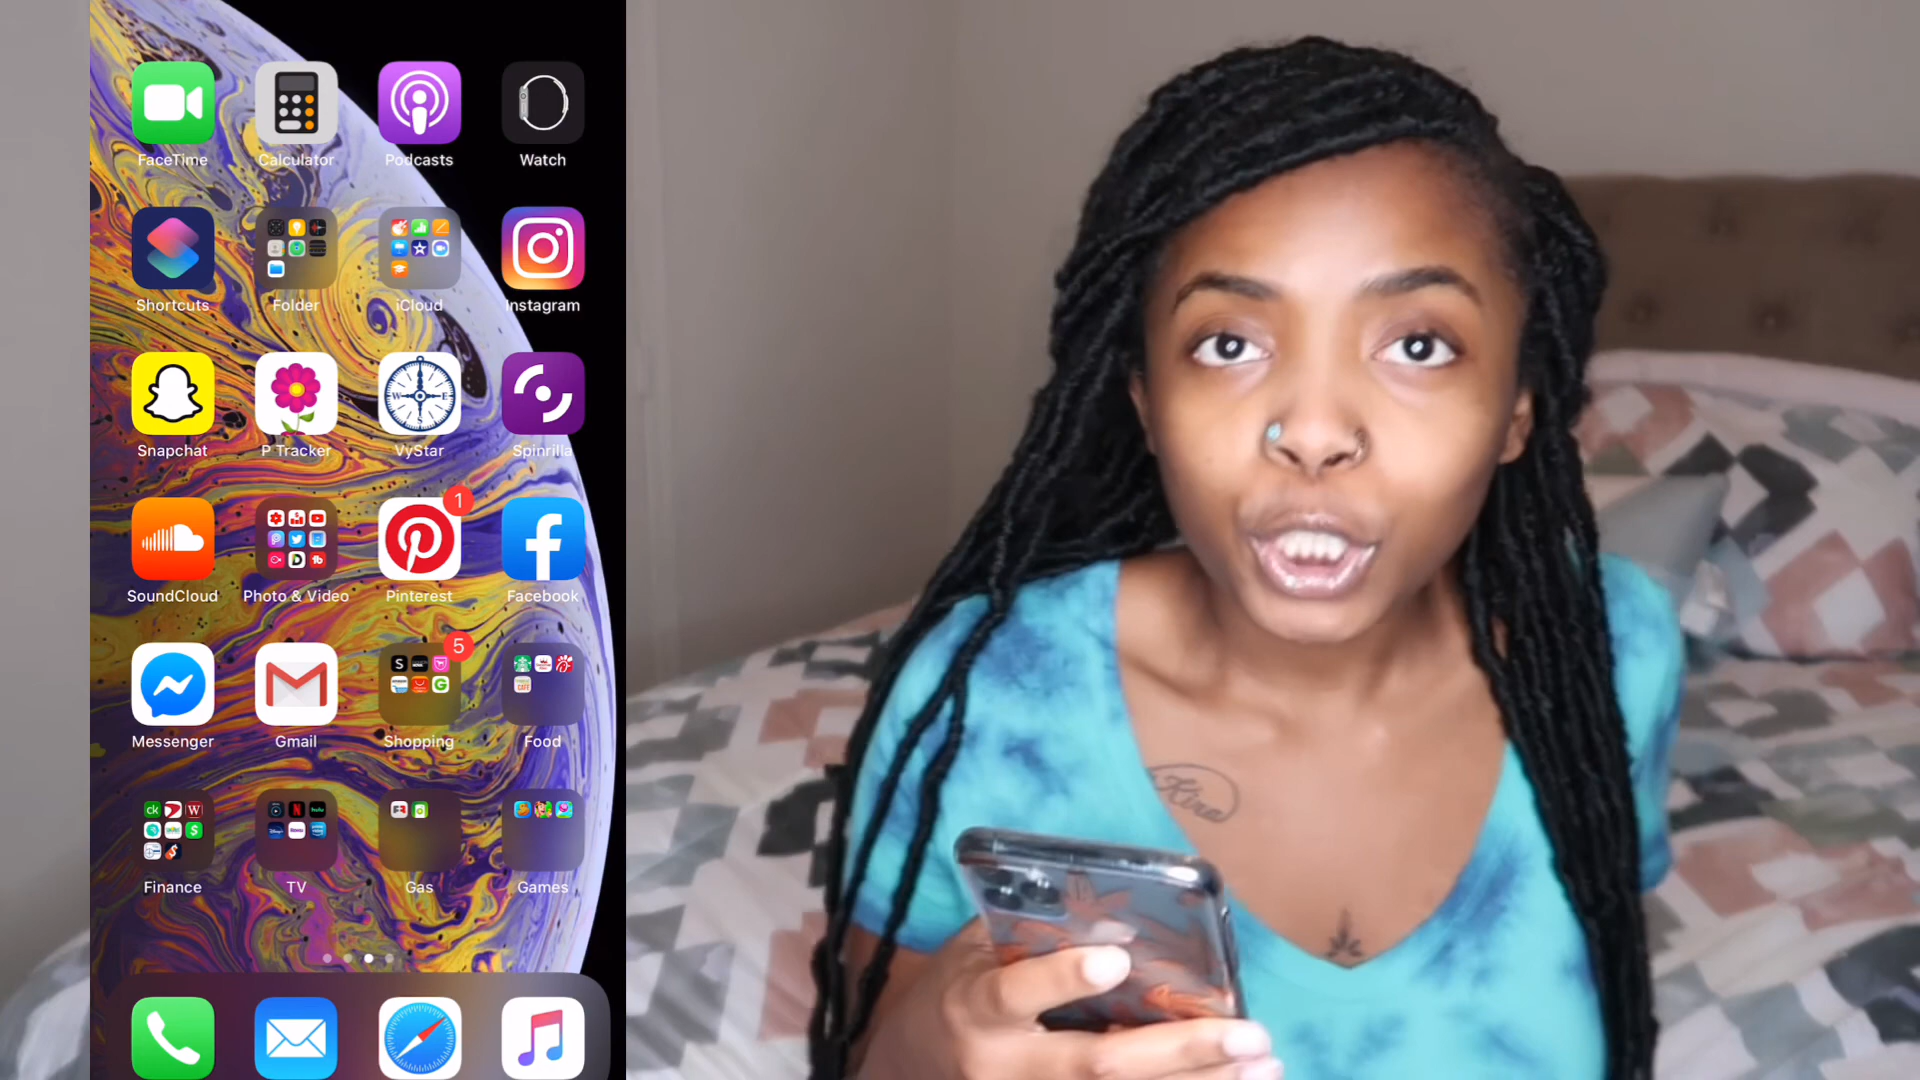 FaceTime Calculator Podcasts Watch
Shortcuts Folder iCloud Instagram
W E
Snapchat P Tracker VyStar Spinrilla
1
SoundCloud Photo & Video Pinterest Facebook
5
Messenger Gmail Shopping Food
Finance TV Gas Games
Kira